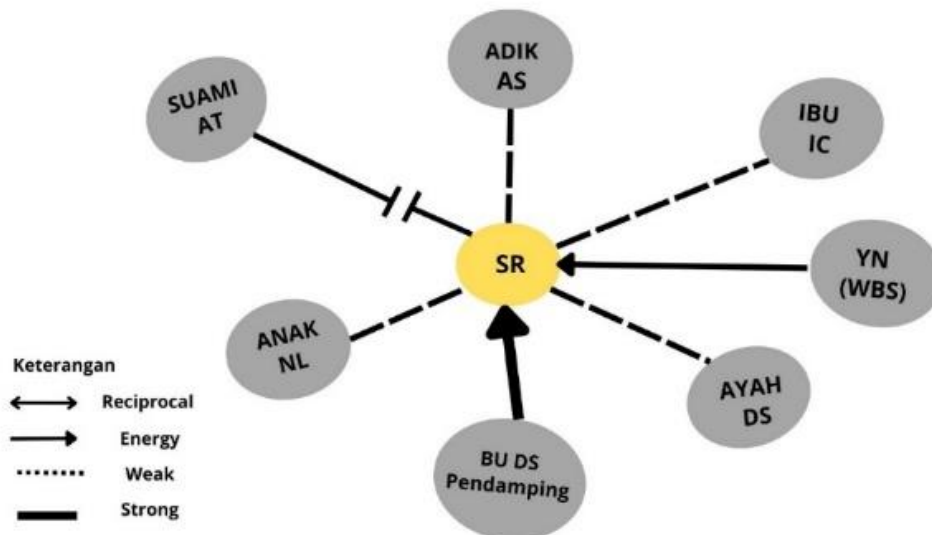 ADIK
AS
SUAMI
AT
IBU
IC
SR
YN
(WBS)
ANAK
NL
AYAH
DS
BU DS
Pendamping
Keterangan
Reciprocal
Energy
Weak
Strong